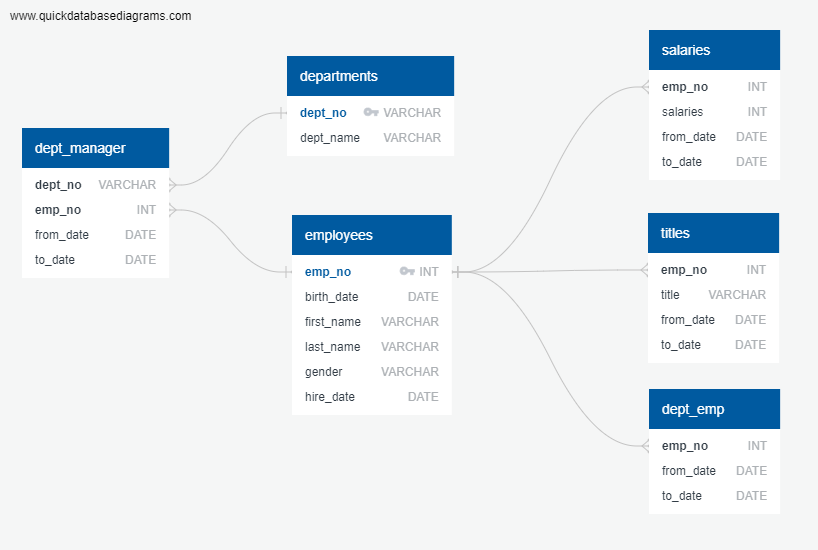 www.quickdatabasediagrams.com
dept_manager
dept_no VARCHAR
emp_no INT
from_date DATE
to_date DATE
departments
dept_no VARCHAR
dept_name VARCHAR
employees
emp_no INT
birth_date DATE
first_name VARCHAR
last_name VARCHAR
gender VARCHAR
hire_date DATE
salaries
emp_no INT
salaries INT
from_date DATE
to_date DATE
titles
emp_no INT
title VARCHAR
from_date DATE
to_date DATE
dept_emp
emp_no INT
from_date DATE
to_date DATE